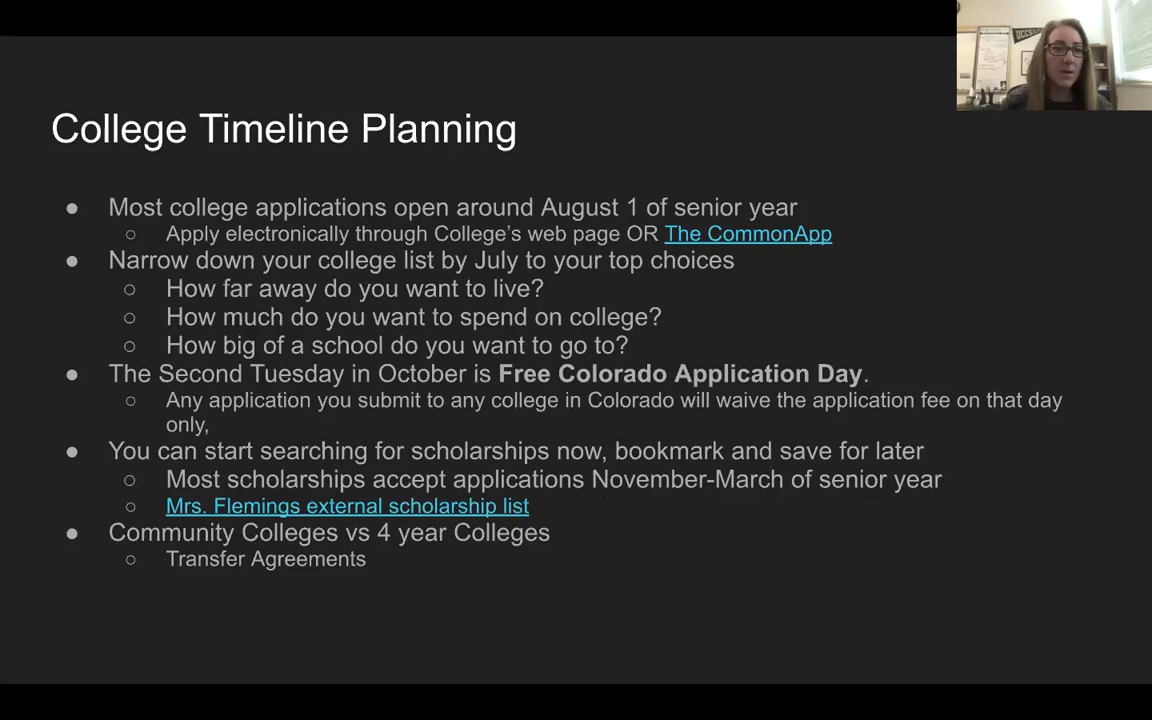 College Timeline Planning
● Most college applications open around August 1 of senior year
○ Apply electronically through College's web page OR The CommonApp
● Narrow down your college list by July to your top choices
○ How far away do you want to live?
○ How much do you want to spend on college?
○ How big of a school do you want to go to?
● The Second Tuesday in October is Free Colorado Application Day.
○ Any application you submit to any college in Colorado will waive the application fee on that day
only,
● You can start searching for scholarships now, bookmark and save for later
○ Most scholarships accept applications November-March of senior year
○ Mrs. Flemings external scholarship list
● Community Colleges vs 4 year Colleges
○ Transfer Agreements